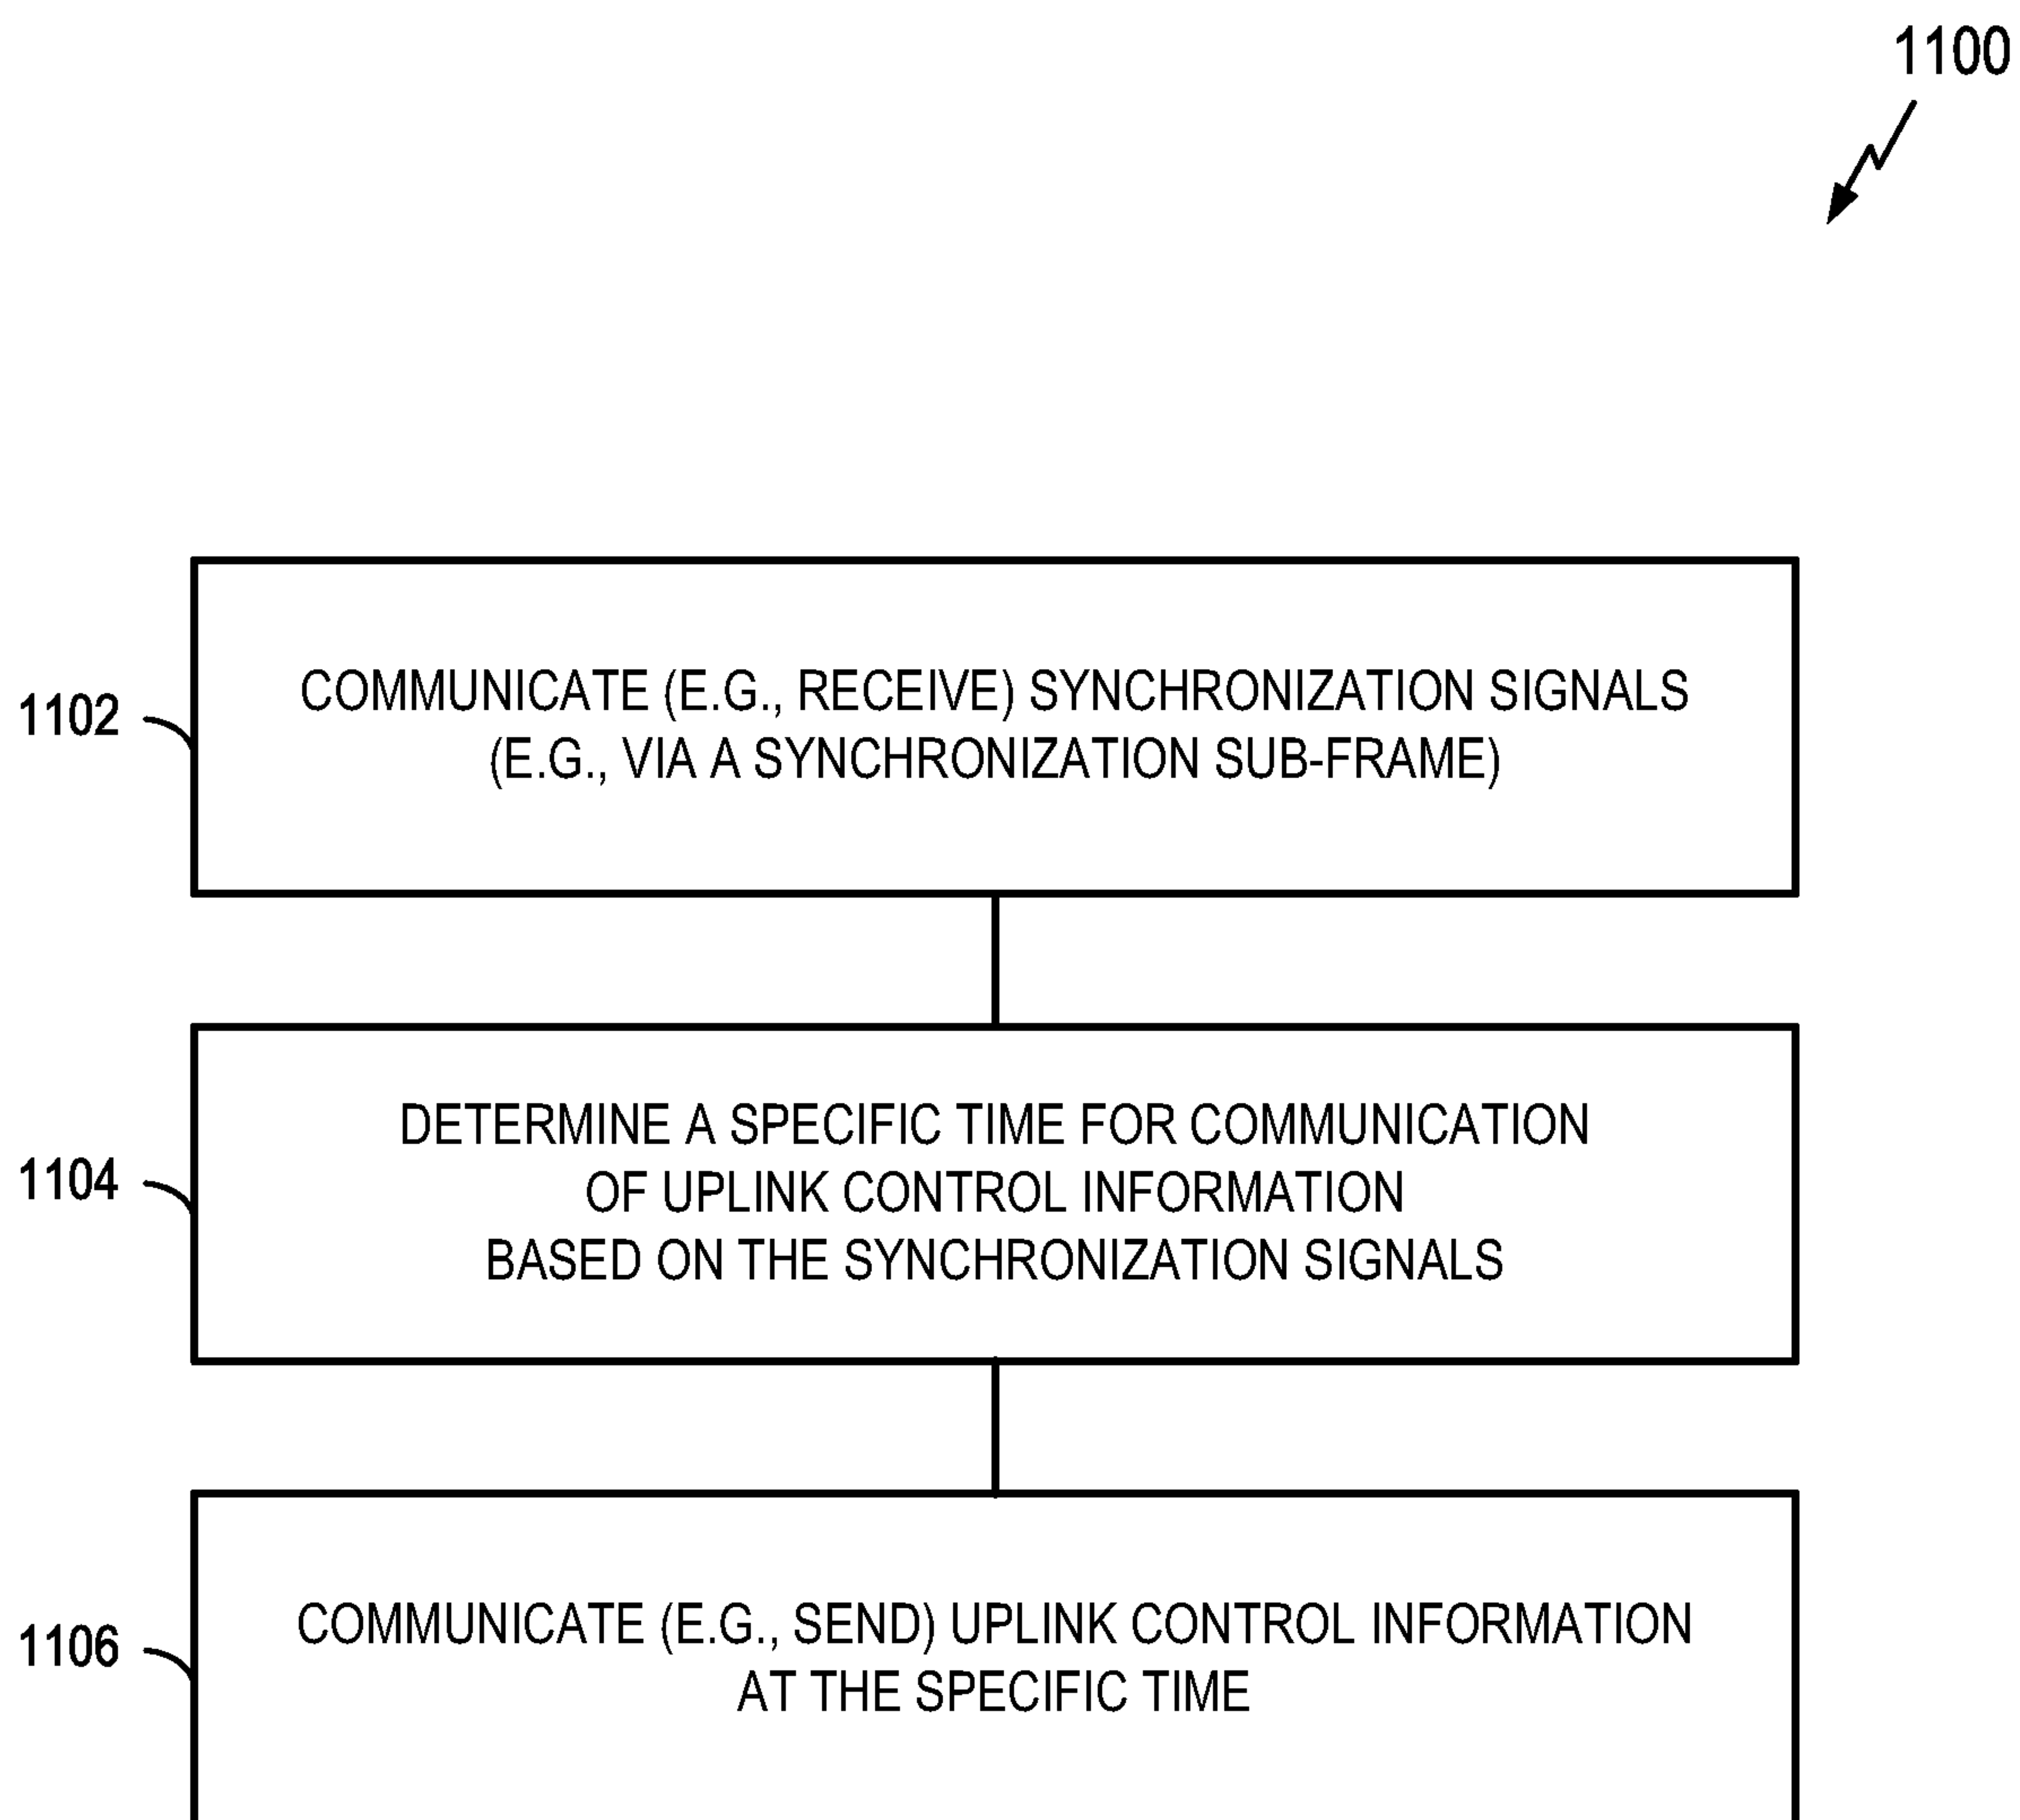 1100
1102
COMMUNICATE (E.G., RECEIVE) SYNCHRONIZATION SIGNALS
(E.G., VIA A SYNCHRONIZATION SUB-FRAME)
1104
DETERMINE A SPECIFIC TIME FOR COMMUNICATION
OF UPLINK CONTROL INFORMATION
BASED ON THE SYNCHRONIZATION SIGNALS
1106
COMMUNICATE (E.G., SEND) UPLINK CONTROL INFORMATION
AT THE SPECIFIC TIME